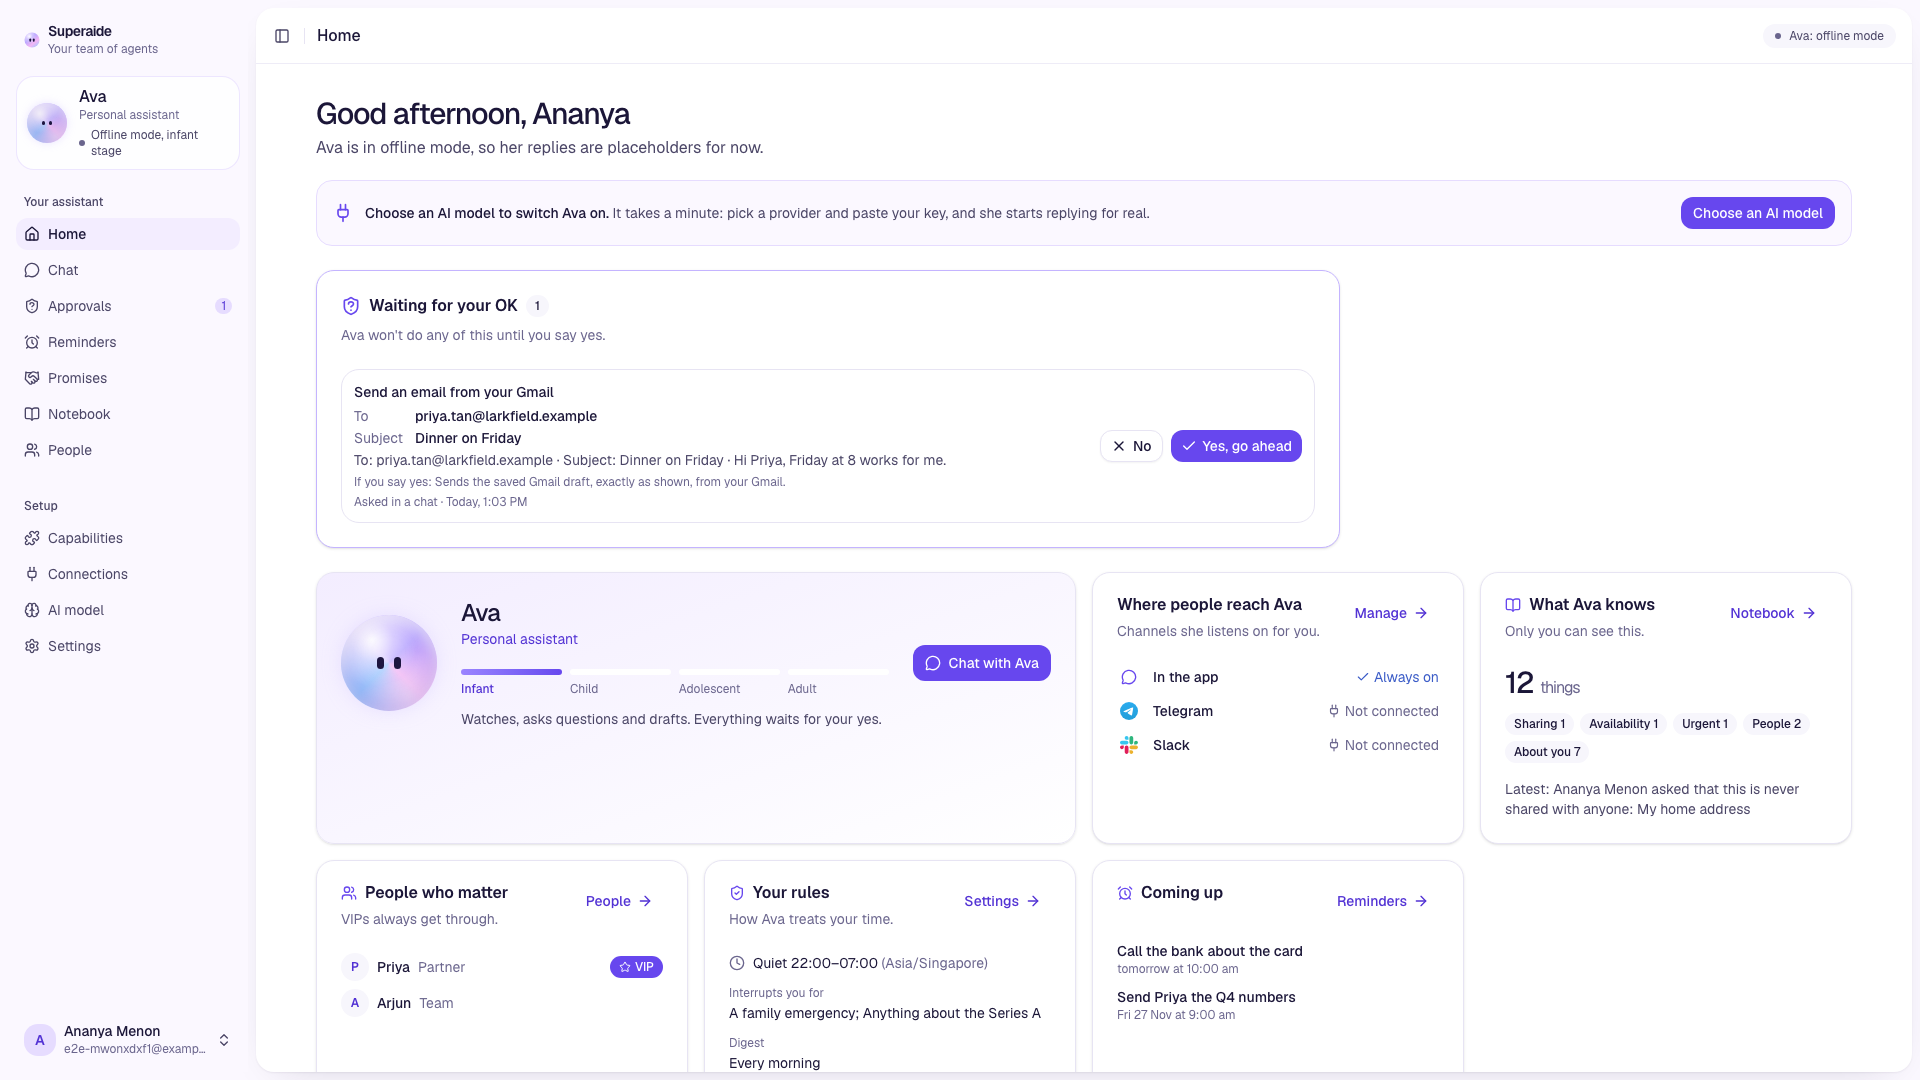 Superaide
Your team of agents
Ava
Personal assistant
Offline mode, infant
stage
Your assistant
Home
Chat
Approvals 1
Reminders
Promises
Notebook
People
Setup
Capabilities
Connections
AI model
Settings
A
Ananya Menon
e2e-mwonxdxf1@examp...
Home
Ava: offline mode
Good afternoon, Ananya
Ava is in offline mode, so her replies are placeholders for now.
Choose an AI model to switch Ava on. It takes a minute: pick a provider and paste your key, and she starts replying for real.
Choose an AI model
Waiting for your OK 1
Ava won't do any of this until you say yes.
Send an email from your Gmail
To priya.tan@larkfield.example
Subject Dinner on Friday
To: priya.tan@larkfield.example · Subject: Dinner on Friday · Hi Priya, Friday at 8 works for me.
If you say yes: Sends the saved Gmail draft, exactly as shown, from your Gmail.
Asked in a chat · Today, 1:03 PM
No
Yes, go ahead
Ava
Personal assistant
Infant Child Adolescent Adult
Watches, asks questions and drafts. Everything waits for your yes.
Chat with Ava
Where people reach Ava
Manage
Channels she listens on for you.
In the app Always on
Telegram Not connected
Slack Not connected
What Ava knows
Notebook
Only you can see this.
12 things
Sharing 1 Availability 1 Urgent 1 People 2
About you 7
Latest: Ananya Menon asked that this is never
shared with anyone: My home address
People who matter
People
VIPs always get through.
P Priya Partner VIP
A Arjun Team
Your rules
Settings
How Ava treats your time.
Quiet 22:00–07:00 (Asia/Singapore)
Interrupts you for
A family emergency; Anything about the Series A
Digest
Every morning
Coming up
Reminders
Call the bank about the card
tomorrow at 10:00 am
Send Priya the Q4 numbers
Fri 27 Nov at 9:00 am